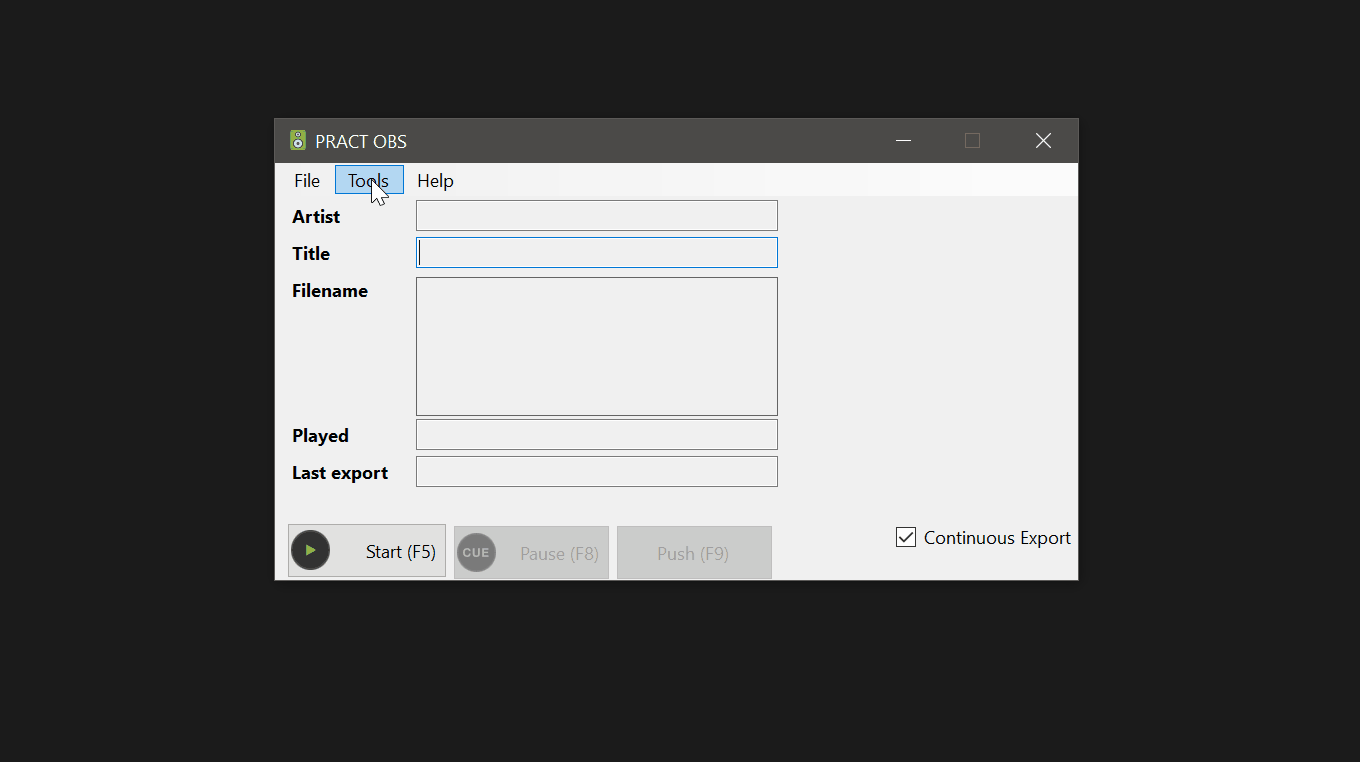 PRACT OBS
File Tools Help
Artist
Title
Filename
Played
Last export
Start (F5) CUE Pause (F8) Push (F9) Continuous Export